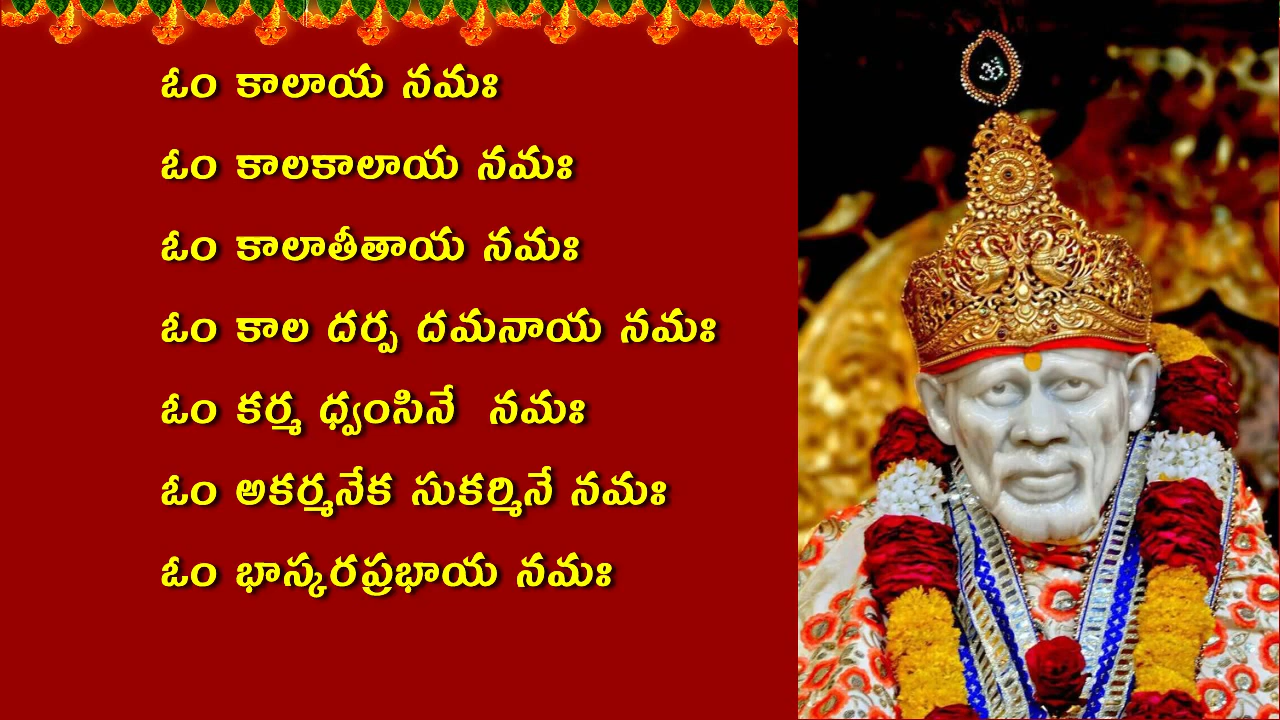 ఓం కాలాయ నమః
ఓం కాలకాలాయ నమః
ఓం కాలాతీతాయ నమః
ఓం కాల దర్ప దమనాయ నమః
ఓం కర్మ ధ్వంసినే నమః
ఓం అకర్మనేక సుకర్మినే నమః
ఓం భాస్కరప్రభాయ నమః
ॐ